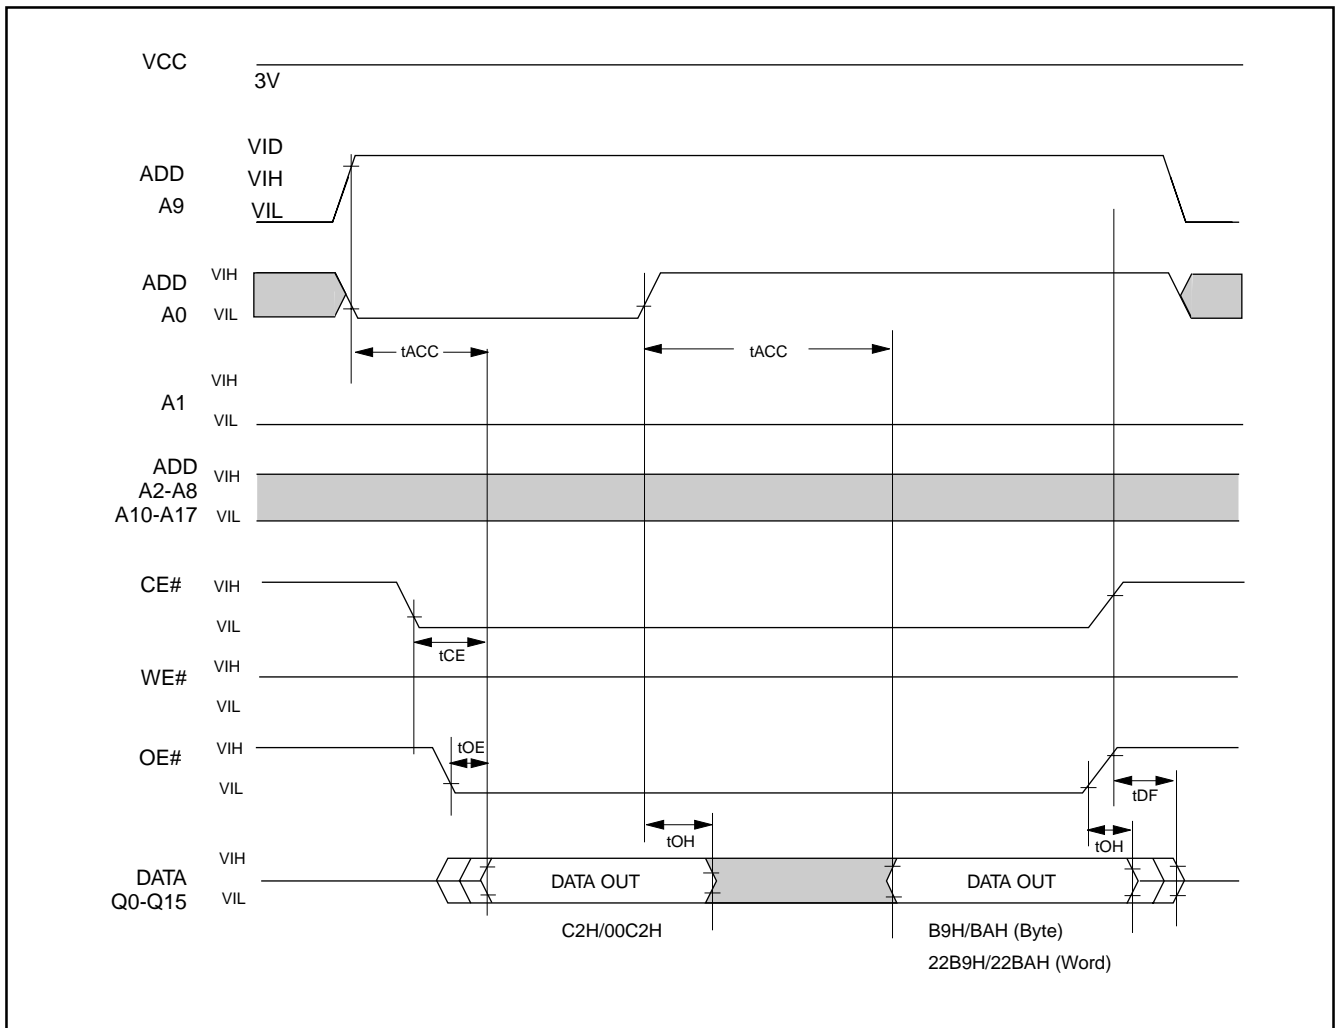 VCC
3V
VID
ADD
VIH
A9
VIL
ADD
VIH
A0
VIL
tACC
tACC
VIH
A1
VIL
ADD
VIH
A2-A8
A10-A17
VIL
CE#
VIH
VIL
tCE
WE#
VIH
VIL
OE#
VIH
tOE
VIL
tDF
tOH
tOH
VIH
DATA
Q0-Q15
VIL
DATA OUT
DATA OUT
C2H/00C2H
B9H/BAH (Byte)
22B9H/22BAH (Word)